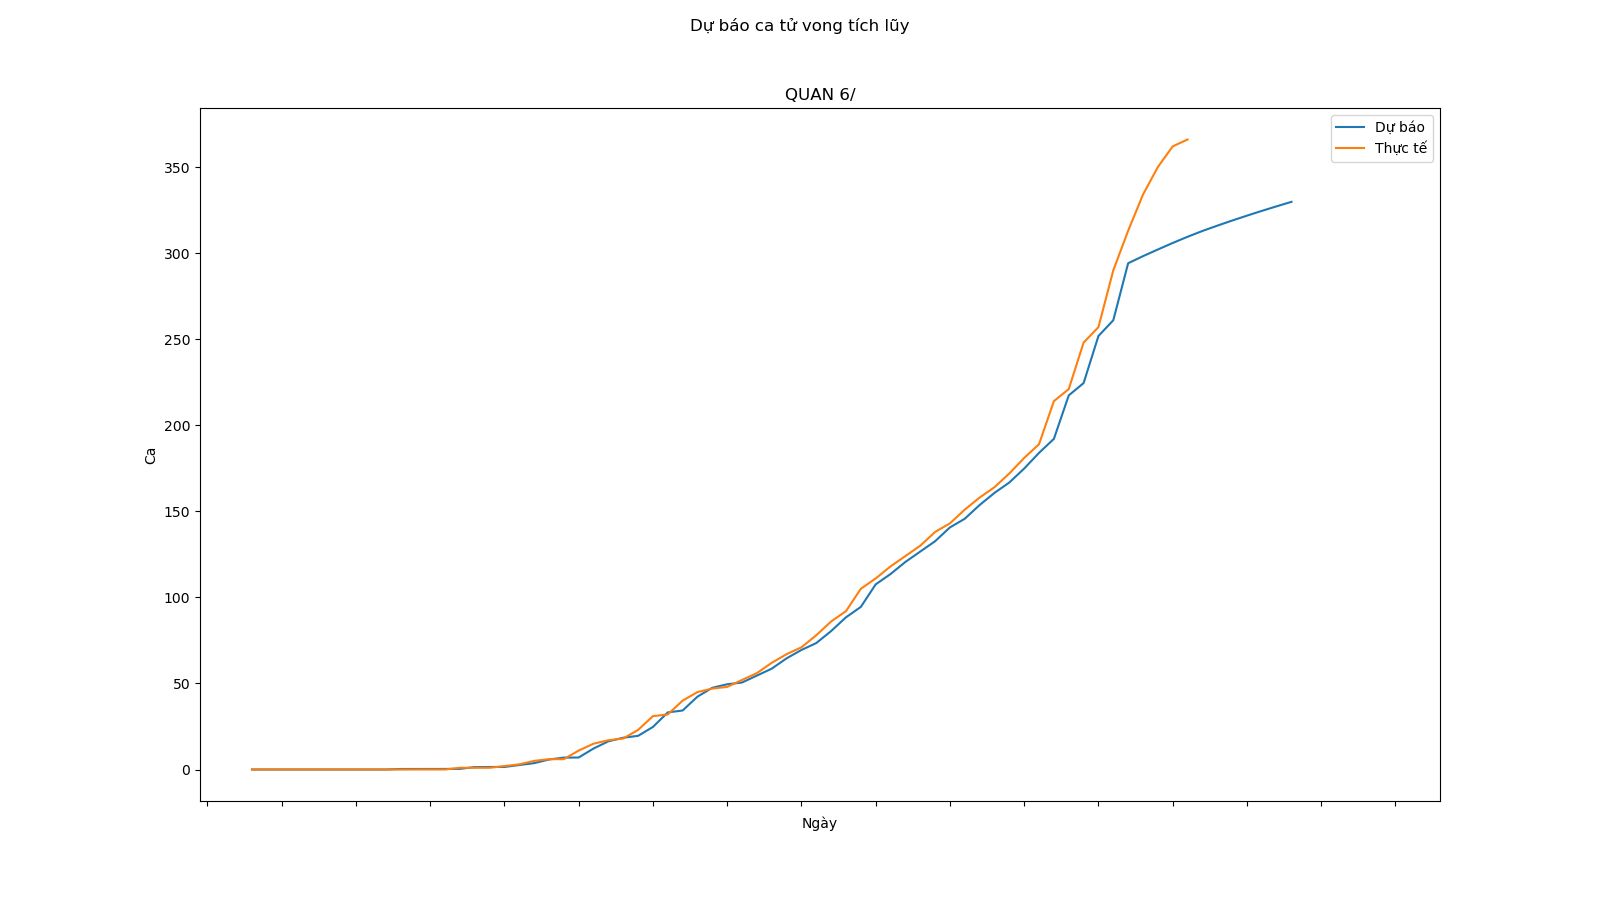 Dự báo ca tử vong tích lũy
QUAN 6/
Dự báo
Thực tế
350
300
250
200
150
100
50
0
Ca
Ngày